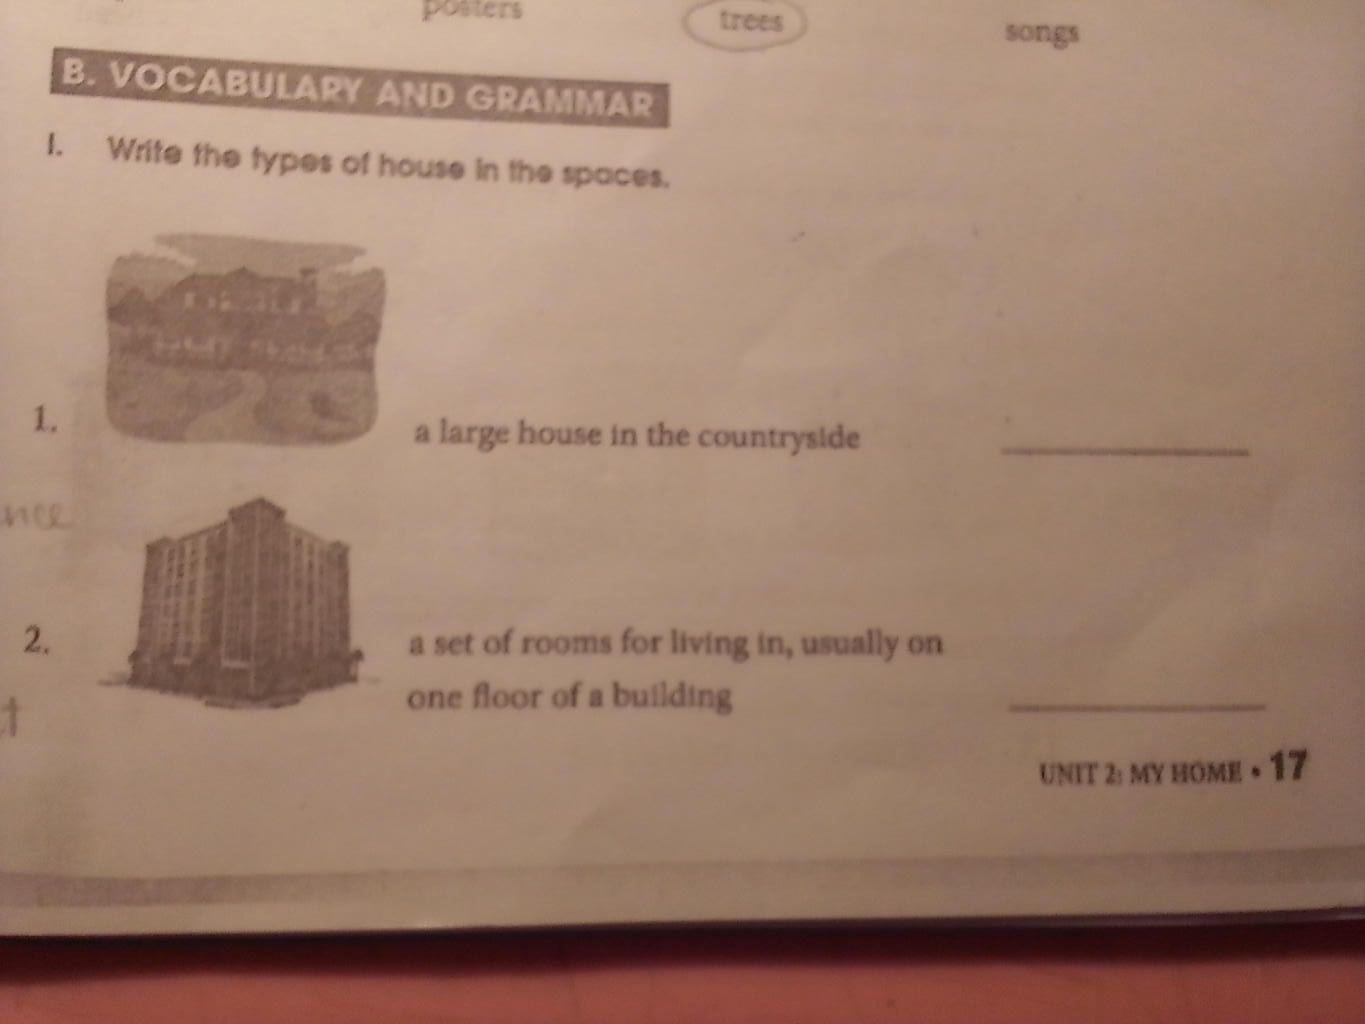 posters trees songs
B. VOCABULARY AND GRAMMAR
I. Write the types of house in the spaces.
1. a large house in the countryside
nce
2. a set of rooms for living in, usually on
one floor of a building
t
UNIT 2: MY HOME • 17